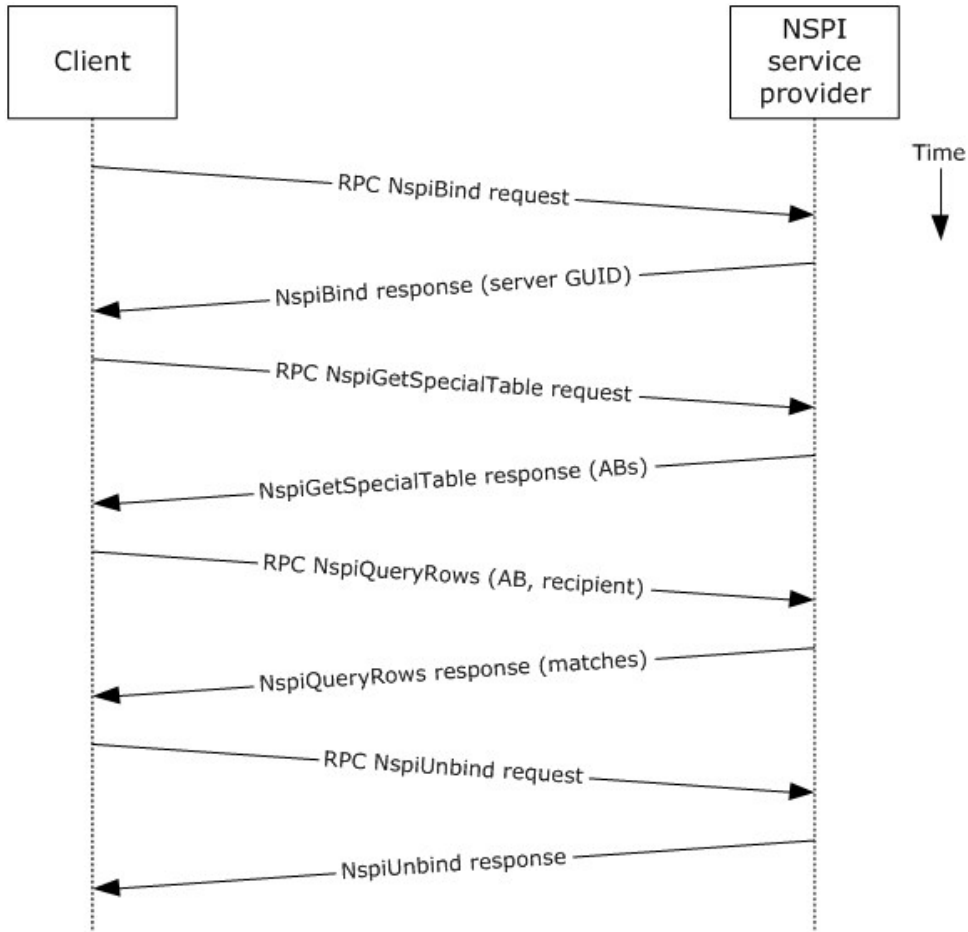 Client
NSPI
service
provider
Time
RPC NspiBind request
NspiBind response (server GUID)
RPC NspiGetSpecialTable request
NspiGetSpecialTable response (ABs)
RPC NspiQueryRows (AB, recipient)
NspiQueryRows response (matches)
RPC NspiUnbind request
NspiUnbind response